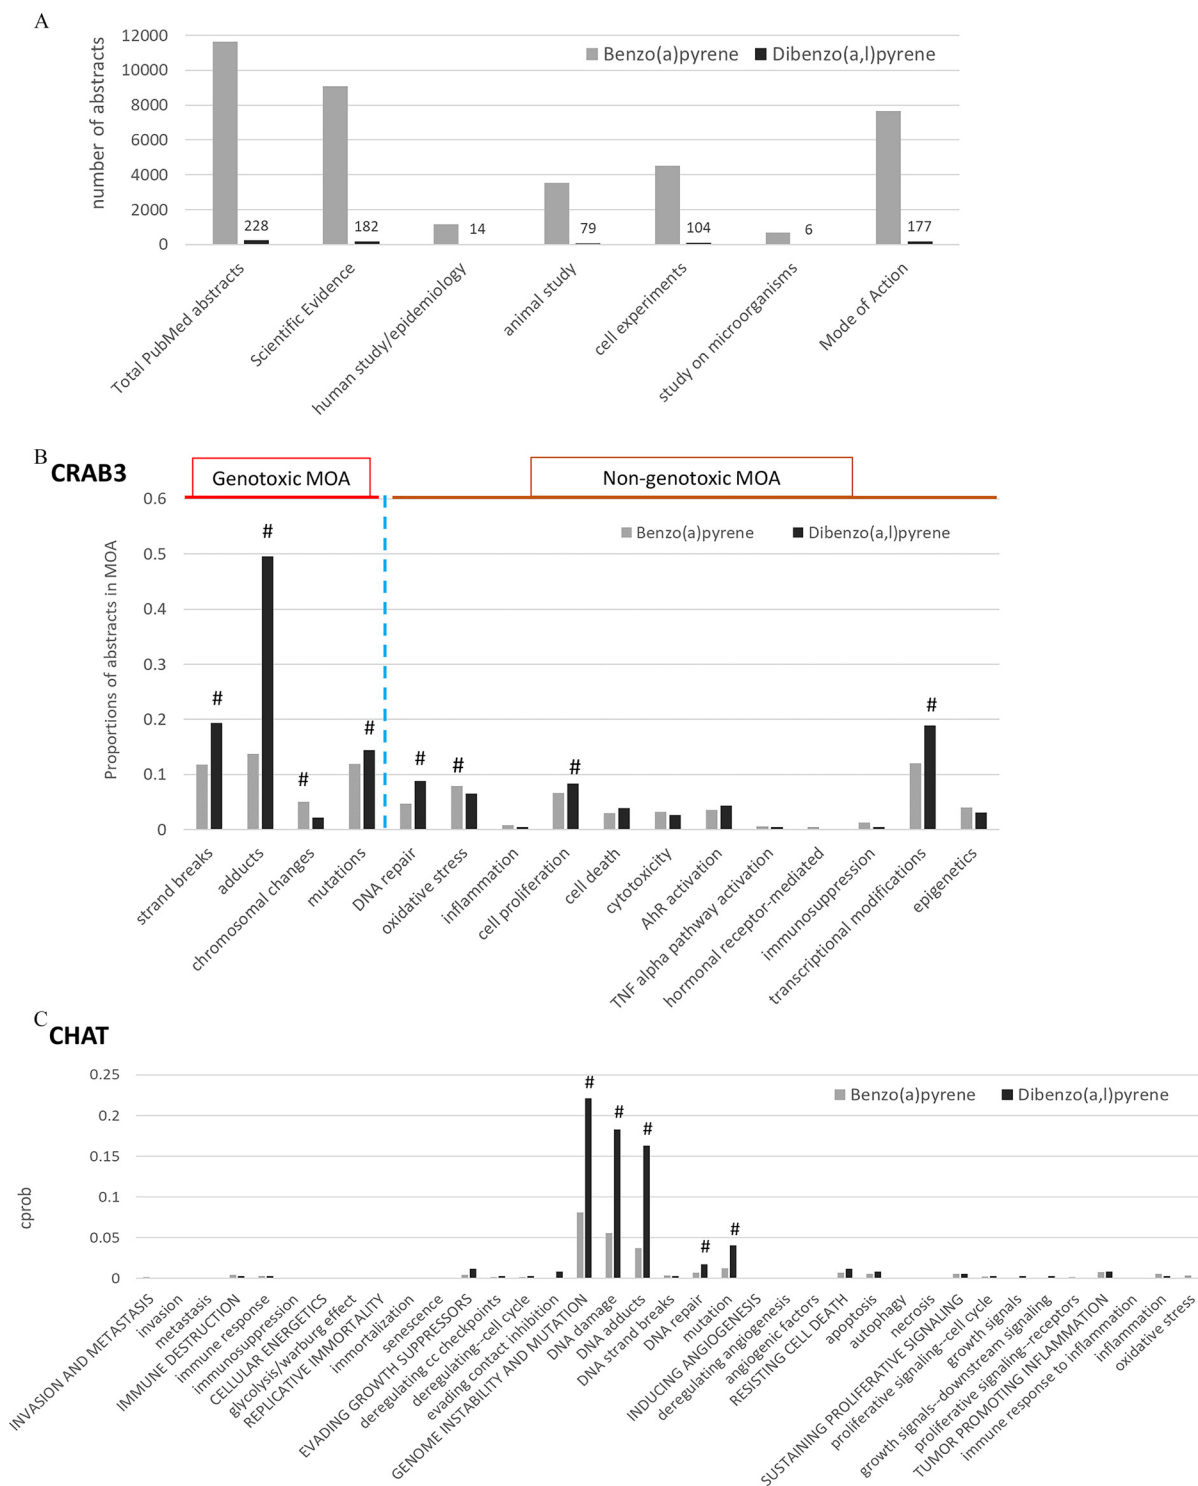 A
number of abstracts
12000
10000
8000
6000
4000
2000
0
Benzo(a)pyrene
Dibenzo(a,l)pyrene
228
182
14
79
104
6
177
Total PubMed abstracts
Scientific Evidence
human study/epidemiology
animal study
cell experiments
study on microorganisms
Mode of Action
B
CRAB3
Genotoxic MOA
Non-genotoxic MOA
Proportions of abstracts in MOA
0.6
0.5
0.4
0.3
0.2
0.1
0
Benzo(a)pyrene
Dibenzo(a,l)pyrene
#
#
#
#
#
#
#
#
strand breaks
adducts
chromosomal changes
mutations
DNA repair
oxidative stress
inflammation
cell proliferation
cell death
cytotoxicity
AhR activation
TNF alpha pathway activation
hormonal receptor-mediated
immunosuppression
transcriptional modifications
epigenetics
C
CHAT
cprob
0.25
0.2
0.15
0.1
0.05
0
Benzo(a)pyrene
Dibenzo(a,l)pyrene
#
#
#
#
#
INVASION AND METASTASIS
invasion
metastasis
IMMUNE DESTRUCTION
immune response
immunosuppression
CELLULAR ENERGETICS
glycolysis/warburg effect
REPLICATIVE IMMORTALITY
immortalization
senescence
EVADING GROWTH SUPPRESSORS
deregulating cc checkpoints
deregulating--cell cycle
evading contact inhibition
GENOME INSTABILITY AND MUTATION
DNA damage
DNA adducts
DNA strand breaks
DNA repair
mutation
INDUCING ANGIOGENESIS
deregulating angiogenesis
angiogenic factors
RESISTING CELL DEATH
apoptosis
autophagy
necrosis
SUSTAINING PROLIFERATIVE SIGNALING
proliferative signaling--cell cycle
growth signals
growth signals--downstream signaling
proliferative signaling--receptors
TUMOR PROMOTING INFLAMMATION
immune response to inflammation
inflammation
oxidative stress